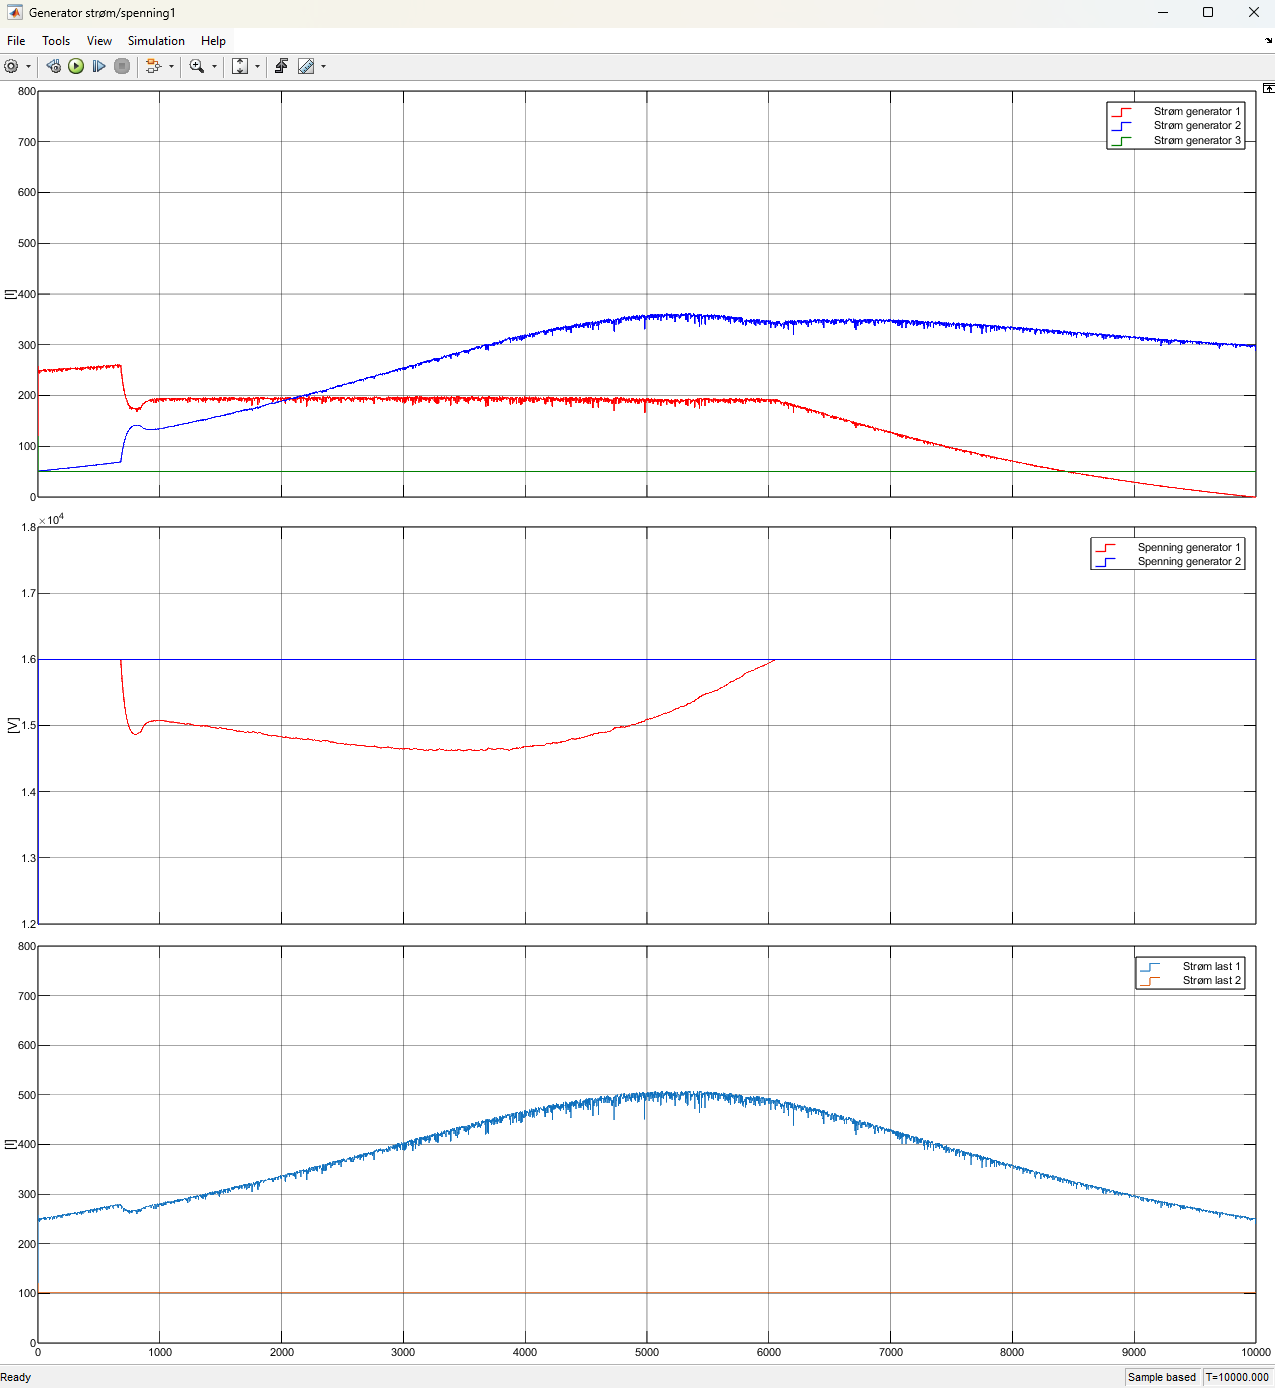 Generator strøm/spenning1
File Tools View Simulation Help
800
700
600
500
400
300
200
100
0
[I]
Strøm generator 1
Strøm generator 2
Strøm generator 3
×10^4
1.8
1.7
1.6
1.5
1.4
1.3
1.2
[V]
Spenning generator 1
Spenning generator 2
800
700
600
500
400
300
200
100
0
[I]
Strøm last 1
Strøm last 2
0 1000 2000 3000 4000 5000 6000 7000 8000 9000 10000
Ready Sample based T=10000.000